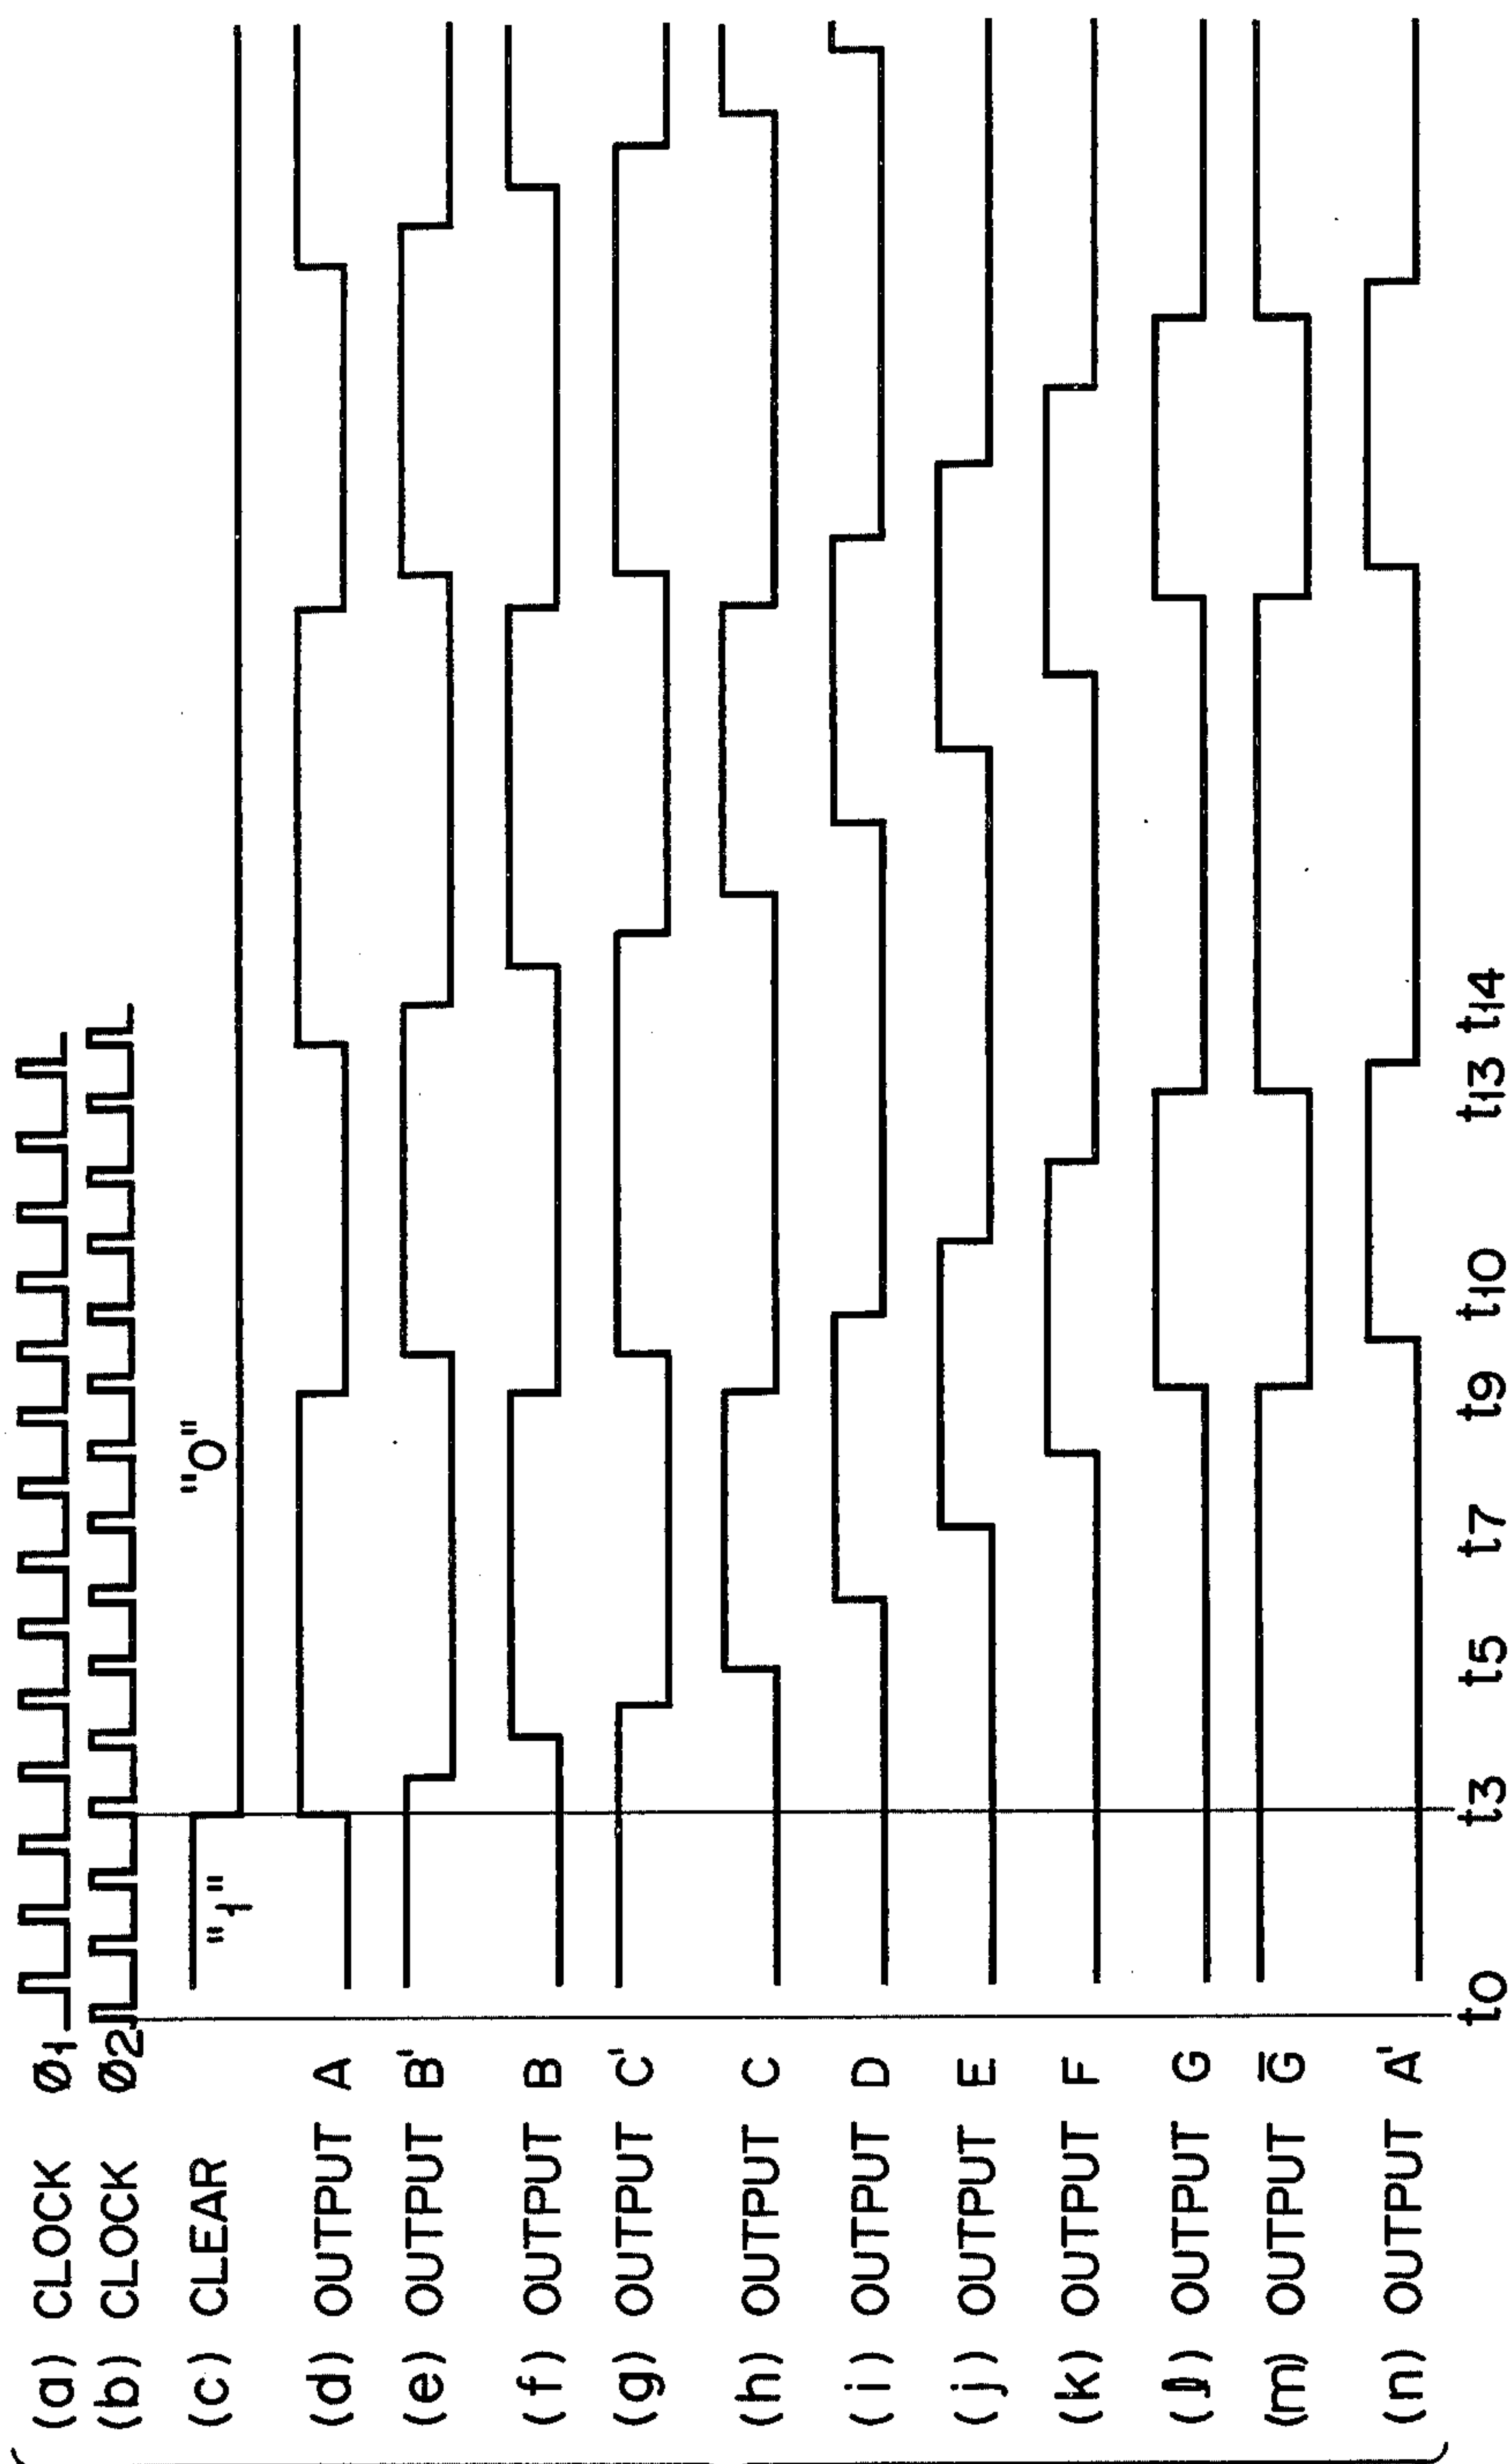 (a) CLOCK Ø1
(b) CLOCK Ø2
(c) CLEAR "1" "0"
(d) OUTPUT A
(e) OUTPUT B'
(f) OUTPUT B
(g) OUTPUT C'
(h) OUTPUT C
(i) OUTPUT D
(j) OUTPUT E
(k) OUTPUT F
(l) OUTPUT G
(m) OUTPUT G̅
(n) OUTPUT A'
t0 t3 t5 t7 t9 t10 t13 t14